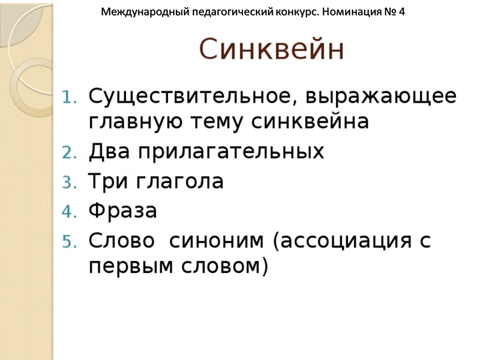 Международный педагогический конкурс. Номинация № 4
Синквейн
1. Существительное, выражающее
главную тему синквейна
2. Два прилагательных
3. Три глагола
4. Фраза
5. Слово синоним (ассоциация с
первым словом)